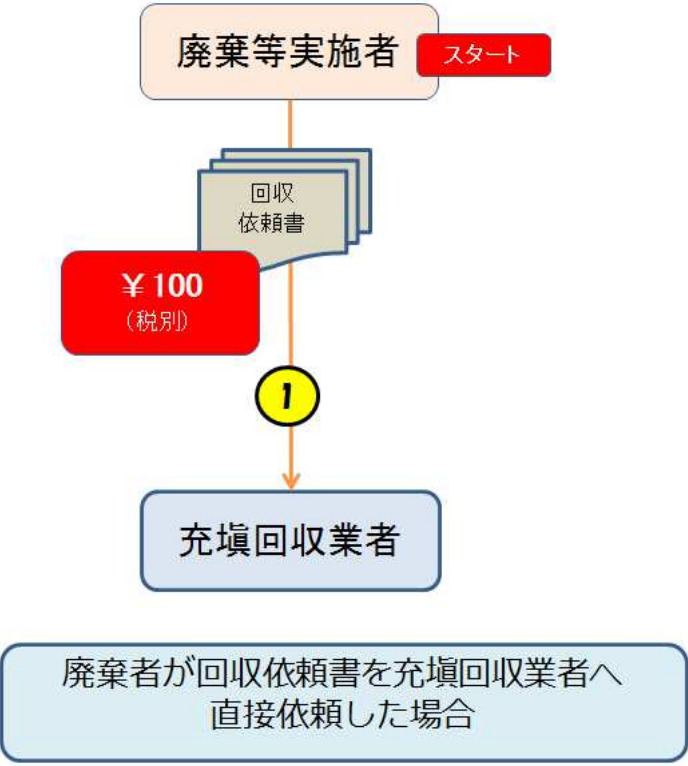 廃棄等実施者
スタート
回収
依頼書
￥100
(税別)
1
充塡回収業者
廃棄者が回収依頼書を充塡回収業者へ
直接依頼した場合